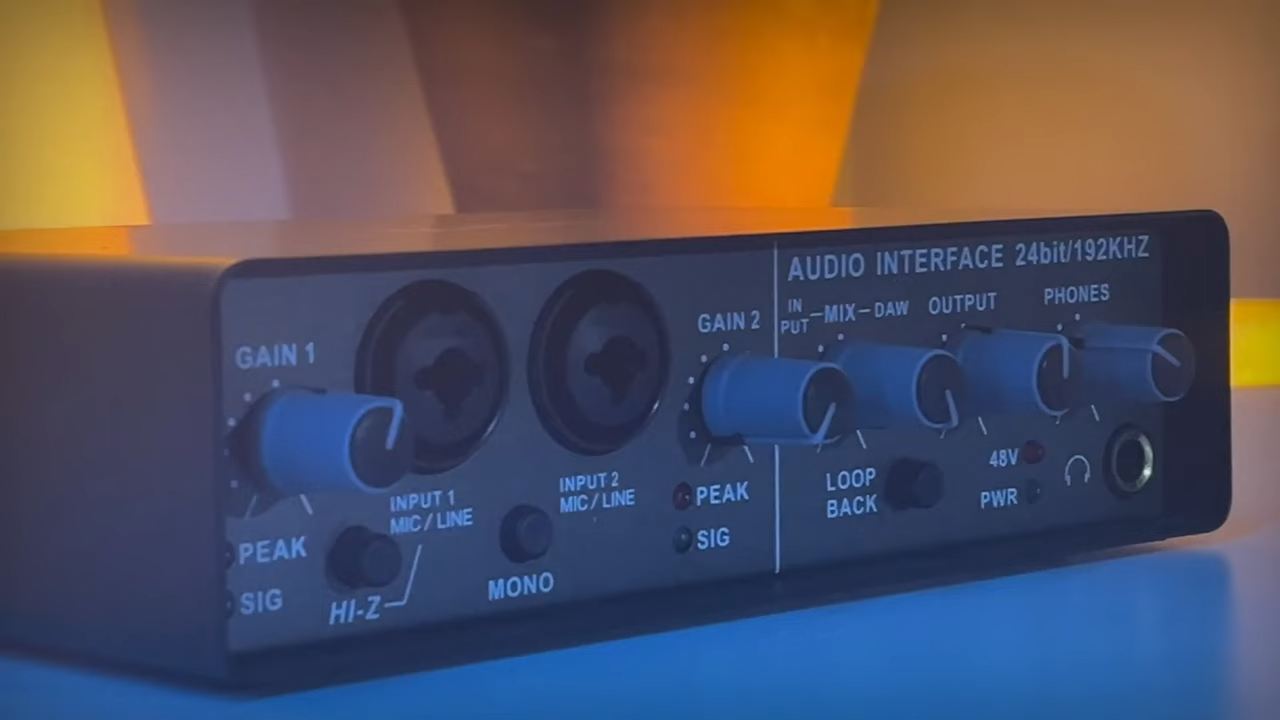 AUDIO INTERFACE 24bit/192KHZ
GAIN 1
INPUT 1
MIC / LINE
PEAK
SIG
HI-Z
MONO
INPUT 2
MIC / LINE
GAIN 2
PEAK
SIG
IN
PUT
MIX
DAW
OUTPUT
PHONES
LOOP
BACK
48V
PWR